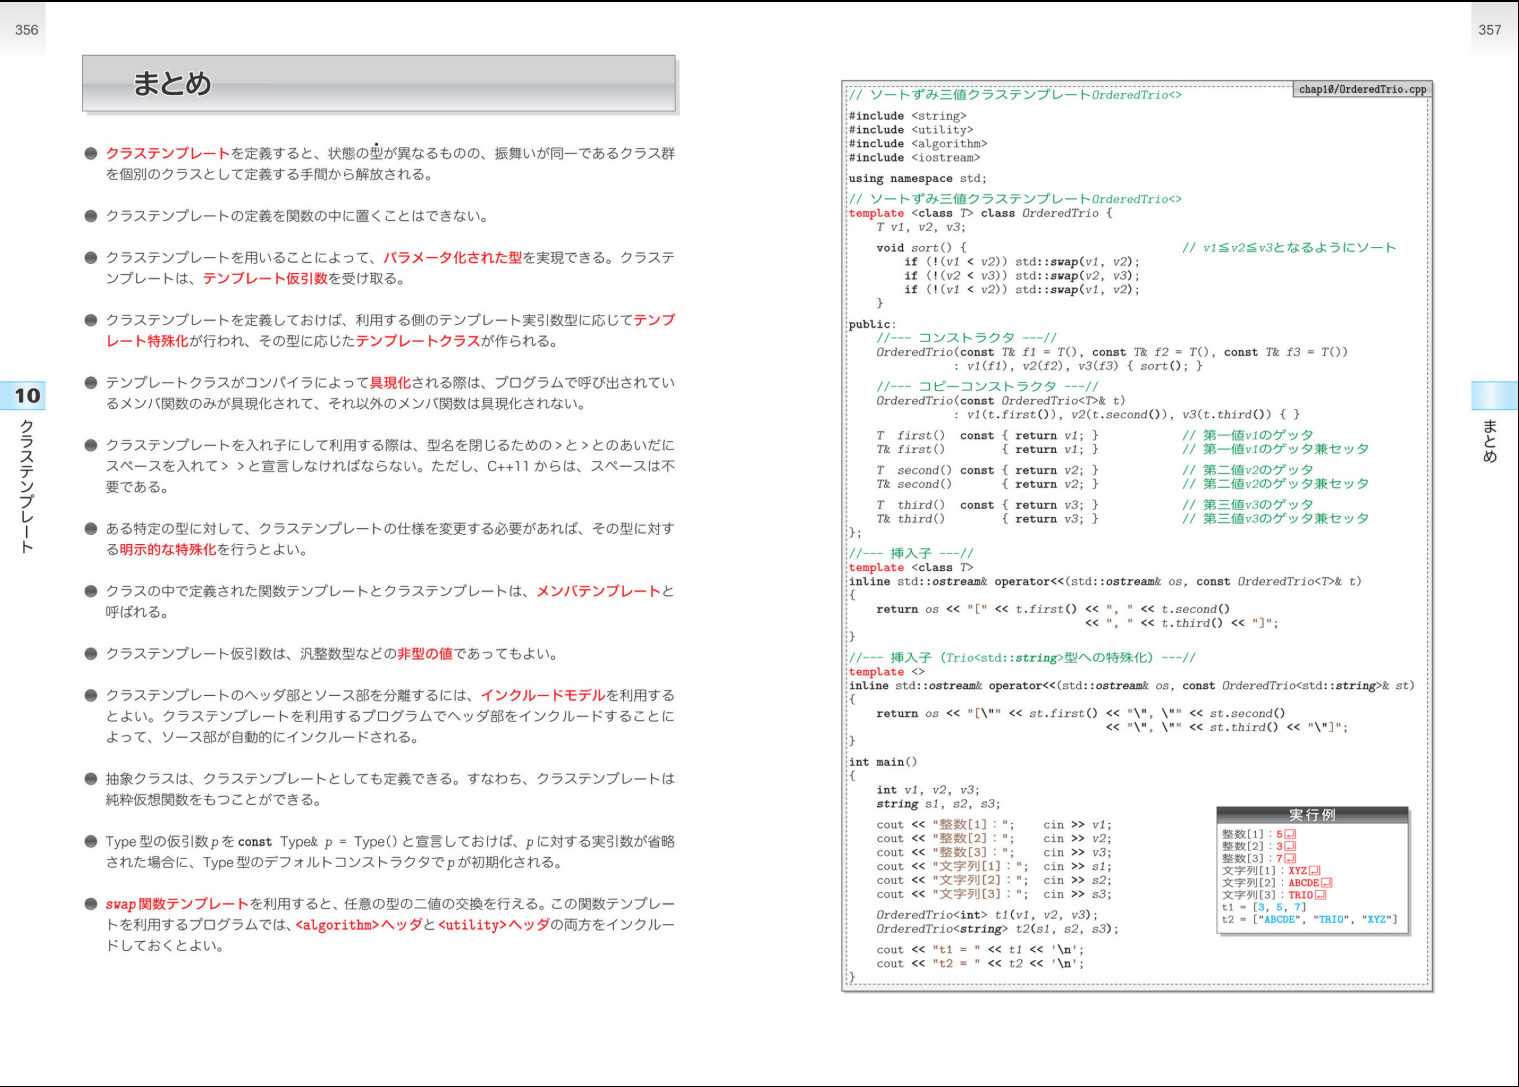 356
まとめ
● クラステンプレートを定義すると、状態の型が異なるものの、振舞いが同一であるクラス群
を個別のクラスとして定義する手間から解放される。
● クラステンプレートの定義を関数の中に置くことはできない。
● クラステンプレートを用いることによって、パラメータ化された型を実現できる。クラステ
ンプレートは、テンプレート仮引数を受け取る。
● クラステンプレートを定義しておけば、利用する側のテンプレート実引数型に応じてテンプ
レート特殊化が行われ、その型に応じたテンプレートクラスが作られる。
● テンプレートクラスがコンパイラによって具現化される際は、プログラムで呼び出されてい
るメンバ関数のみが具現化されて、それ以外のメンバ関数は具現化されない。
● クラステンプレートを入れ子にして利用する際は、型名を閉じるための>と>とのあいだに
スペースを入れて> >と宣言しなければならない。ただし、C++11 からは、スペースは不
要である。
● ある特定の型に対して、クラステンプレートの仕様を変更する必要があれば、その型に対す
る明示的な特殊化を行うとよい。
● クラスの中で定義された関数テンプレートとクラステンプレートは、メンバテンプレートと
呼ばれる。
● クラステンプレート仮引数は、汎整数型などの非型の値であってもよい。
● クラステンプレートのヘッダ部とソース部を分離するには、インクルードモデルを利用する
とよい。クラステンプレートを利用するプログラムでヘッダ部をインクルードすることに
よって、ソース部が自動的にインクルードされる。
● 抽象クラスは、クラステンプレートとしても定義できる。すなわち、クラステンプレートは
純粋仮想関数をもつことができる。
● Type 型の仮引数 p を const Type& p = Type() と宣言しておけば、p に対する実引数が省略
された場合に、Type 型のデフォルトコンストラクタで p が初期化される。
● swap 関数テンプレートを利用すると、任意の型の二値の交換を行える。この関数テンプレー
トを利用するプログラムでは、<algorithm>ヘッダと<utility>ヘッダの両方をインクルー
ドしておくとよい。
10
クラステンプレート
357
まとめ
chap10/OrderedTrio.cpp
// ソートずみ三値クラステンプレートOrderedTrio<>
#include <string>
#include <utility>
#include <algorithm>
#include <iostream>
using namespace std;
// ソートずみ三値クラステンプレートOrderedTrio<>
template <class T> class OrderedTrio {
T v1, v2, v3;
void sort() { // v1≦v2≦v3となるようにソート
if (!(v1 < v2)) std::swap(v1, v2);
if (!(v2 < v3)) std::swap(v2, v3);
if (!(v1 < v2)) std::swap(v1, v2);
}
public:
//--- コンストラクタ ---//
OrderedTrio(const T& f1 = T(), const T& f2 = T(), const T& f3 = T())
: v1(f1), v2(f2), v3(f3) { sort(); }
//--- コピーコンストラクタ ---//
OrderedTrio(const OrderedTrio<T>& t)
: v1(t.first()), v2(t.second()), v3(t.third()) { }
T first() const { return v1; } // 第一値v1のゲッタ
T& first() { return v1; } // 第一値v1のゲッタ兼セッタ
T second() const { return v2; } // 第二値v2のゲッタ
T& second() { return v2; } // 第二値v2のゲッタ兼セッタ
T third() const { return v3; } // 第三値v3のゲッタ
T& third() { return v3; } // 第三値v3のゲッタ兼セッタ
};
//--- 挿入子 ---//
template <class T>
inline std::ostream& operator<<(std::ostream& os, const OrderedTrio<T>& t)
{
return os << "[" << t.first() << ", " << t.second()
<< ", " << t.third() << "]";
}
//--- 挿入子（Trio<std::string>型への特殊化）---//
template <>
inline std::ostream& operator<<(std::ostream& os, const OrderedTrio<std::string>& st)
{
return os << "[\"" << st.first() << "\", \"" << st.second()
<< "\", \"" << st.third() << "\"]";
}
int main()
{
int v1, v2, v3;
string s1, s2, s3;
cout << "整数[1]："; cin >> v1;
cout << "整数[2]："; cin >> v2;
cout << "整数[3]："; cin >> v3;
cout << "文字列[1]："; cin >> s1;
cout << "文字列[2]："; cin >> s2;
cout << "文字列[3]："; cin >> s3;
OrderedTrio<int> t1(v1, v2, v3);
OrderedTrio<string> t2(s1, s2, s3);
cout << "t1 = " << t1 << '\n';
cout << "t2 = " << t2 << '\n';
}
実行例
整数[1]：5
整数[2]：3
整数[3]：7
文字列[1]：XYZ
文字列[2]：ABCDE
文字列[3]：TRIO
t1 = [3, 5, 7]
t2 = ["ABCDE", "TRIO", "XYZ"]